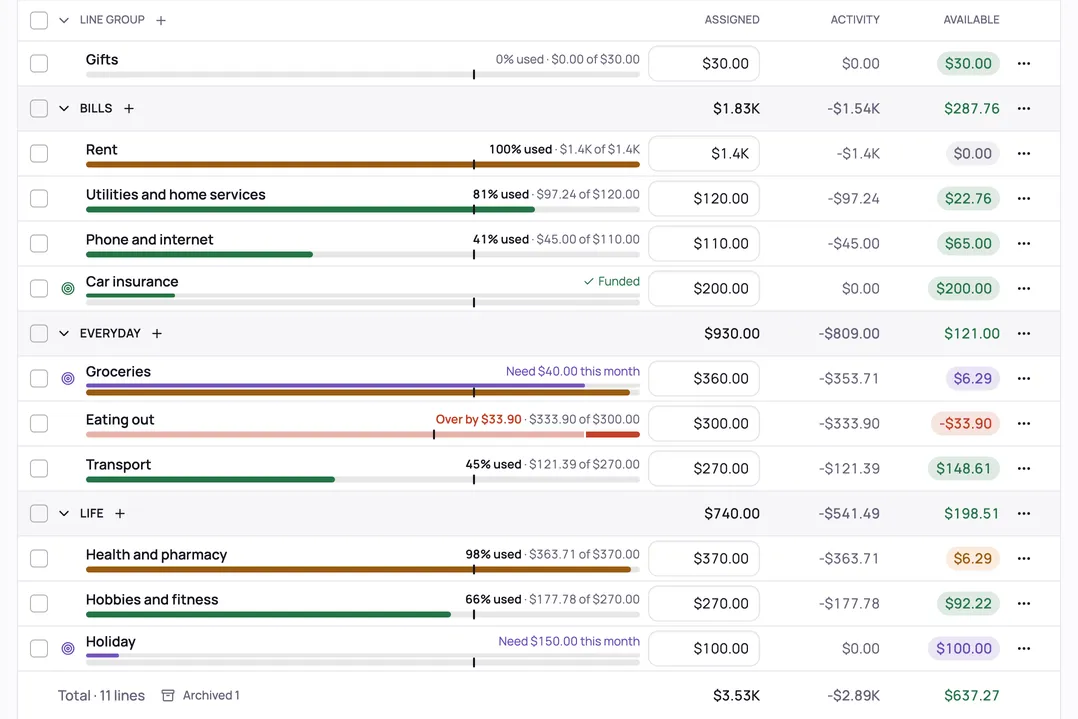 LINE GROUP + ASSIGNED ACTIVITY AVAILABLE
Gifts 0% used · $0.00 of $30.00 $30.00 $0.00 $30.00 ···
BILLS + $1.83K -$1.54K $287.76 ···
Rent 100% used · $1.4K of $1.4K $1.4K -$1.4K $0.00 ···
Utilities and home services 81% used · $97.24 of $120.00 $120.00 -$97.24 $22.76 ···
Phone and internet 41% used · $45.00 of $110.00 $110.00 -$45.00 $65.00 ···
Car insurance ✓ Funded $200.00 $0.00 $200.00 ···
EVERYDAY + $930.00 -$809.00 $121.00 ···
Groceries Need $40.00 this month $360.00 -$353.71 $6.29 ···
Eating out Over by $33.90 · $333.90 of $300.00 $300.00 -$333.90 -$33.90 ···
Transport 45% used · $121.39 of $270.00 $270.00 -$121.39 $148.61 ···
LIFE + $740.00 -$541.49 $198.51 ···
Health and pharmacy 98% used · $363.71 of $370.00 $370.00 -$363.71 $6.29 ···
Hobbies and fitness 66% used · $177.78 of $270.00 $270.00 -$177.78 $92.22 ···
Holiday Need $150.00 this month $100.00 $0.00 $100.00 ···
Total · 11 lines Archived 1 $3.53K -$2.89K $637.27